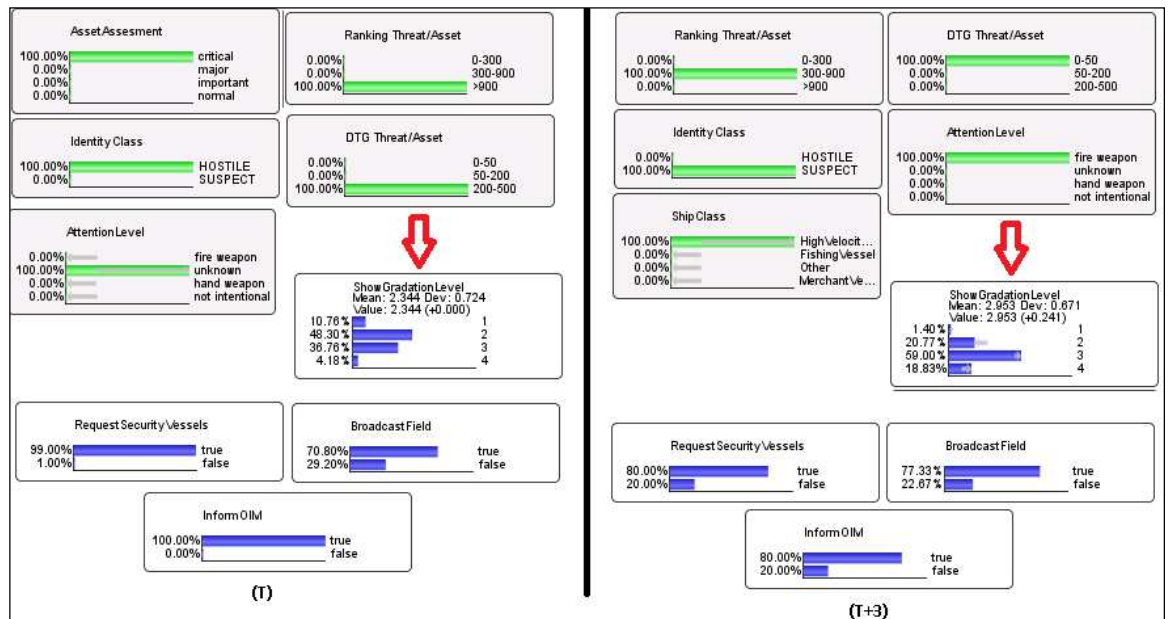 Asset Assesment
100.00% critical
0.00% major
0.00% important
0.00% normal
Ranking Threat/Asset
0.00% 0-300
0.00% 300-900
100.00% >900
Identity Class
100.00% HOSTILE
0.00% SUSPECT
DTG Threat/Asset
0.00% 0-50
0.00% 50-200
100.00% 200-500
Attention Level
0.00% fire weapon
100.00% unknown
0.00% hand weapon
0.00% not intentional
Show Gradation Level
Mean: 2.344 Dev: 0.724
Value: 2.344 (+0.000)
10.76% 1
48.30% 2
36.76% 3
4.18% 4
Request Security Vessels
99.00% true
1.00% false
Broadcast Field
70.80% true
29.20% false
Inform OIM
100.00% true
0.00% false
(T)
Ranking Threat/Asset
0.00% 0-300
100.00% 300-900
0.00% >900
DTG Threat/Asset
100.00% 0-50
0.00% 50-200
0.00% 200-500
Identity Class
0.00% HOSTILE
100.00% SUSPECT
Attention Level
100.00% fire weapon
0.00% unknown
0.00% hand weapon
0.00% not intentional
Ship Class
100.00% High Velocit...
0.00% Fishing Vessel
0.00% Other
0.00% Merchant Ve...
Show Gradation Level
Mean: 2.953 Dev: 0.671
Value: 2.953 (+0.241)
1.40% 1
20.77% 2
59.00% 3
18.83% 4
Request Security Vessels
80.00% true
20.00% false
Broadcast Field
77.33% true
22.67% false
Inform OIM
80.00% true
20.00% false
(T+3)